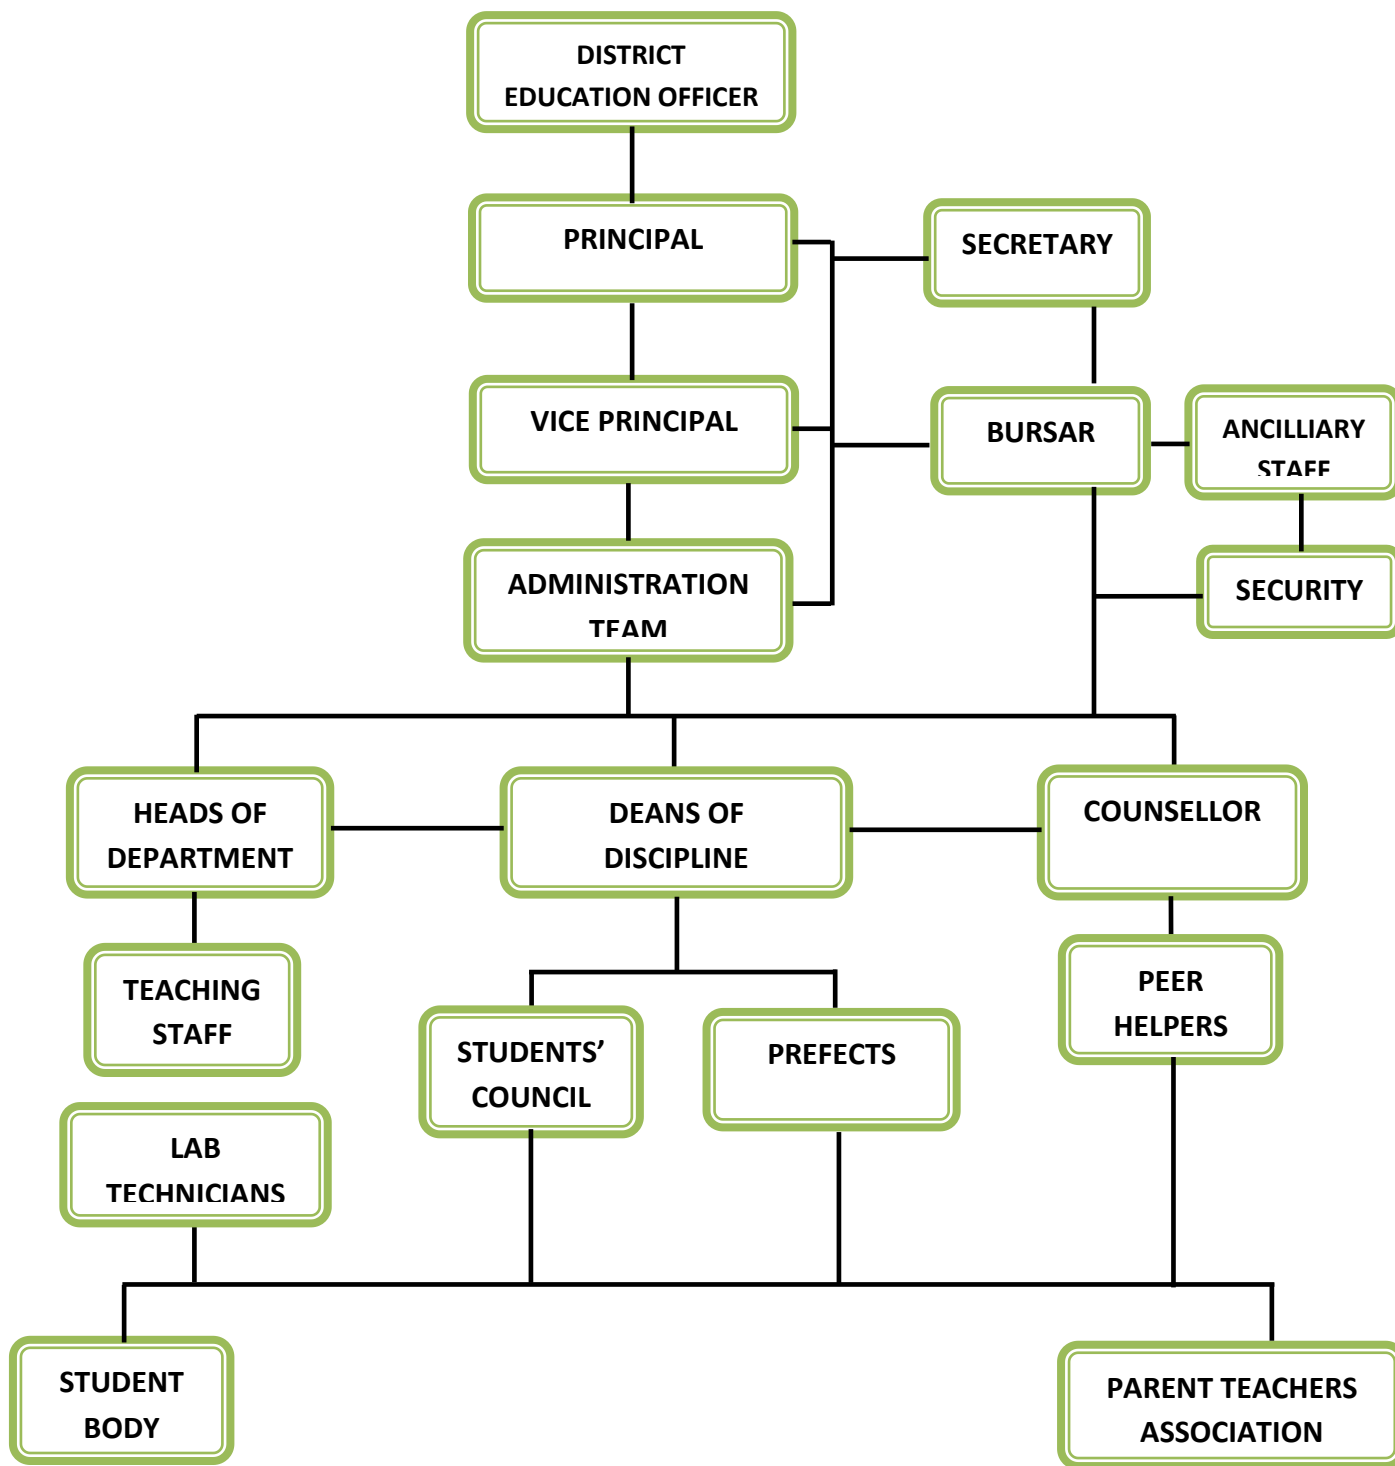 DISTRICT
EDUCATION OFFICER
PRINCIPAL
SECRETARY
VICE PRINCIPAL
BURSAR
ANCILLIARY
STAFF
ADMINISTRATION
TEAM
SECURITY
HEADS OF
DEPARTMENT
DEANS OF
DISCIPLINE
COUNSELLOR
TEACHING
STAFF
STUDENTS’
COUNCIL
PREFECTS
PEER
HELPERS
LAB
TECHNICIANS
STUDENT
BODY
PARENT TEACHERS
ASSOCIATION